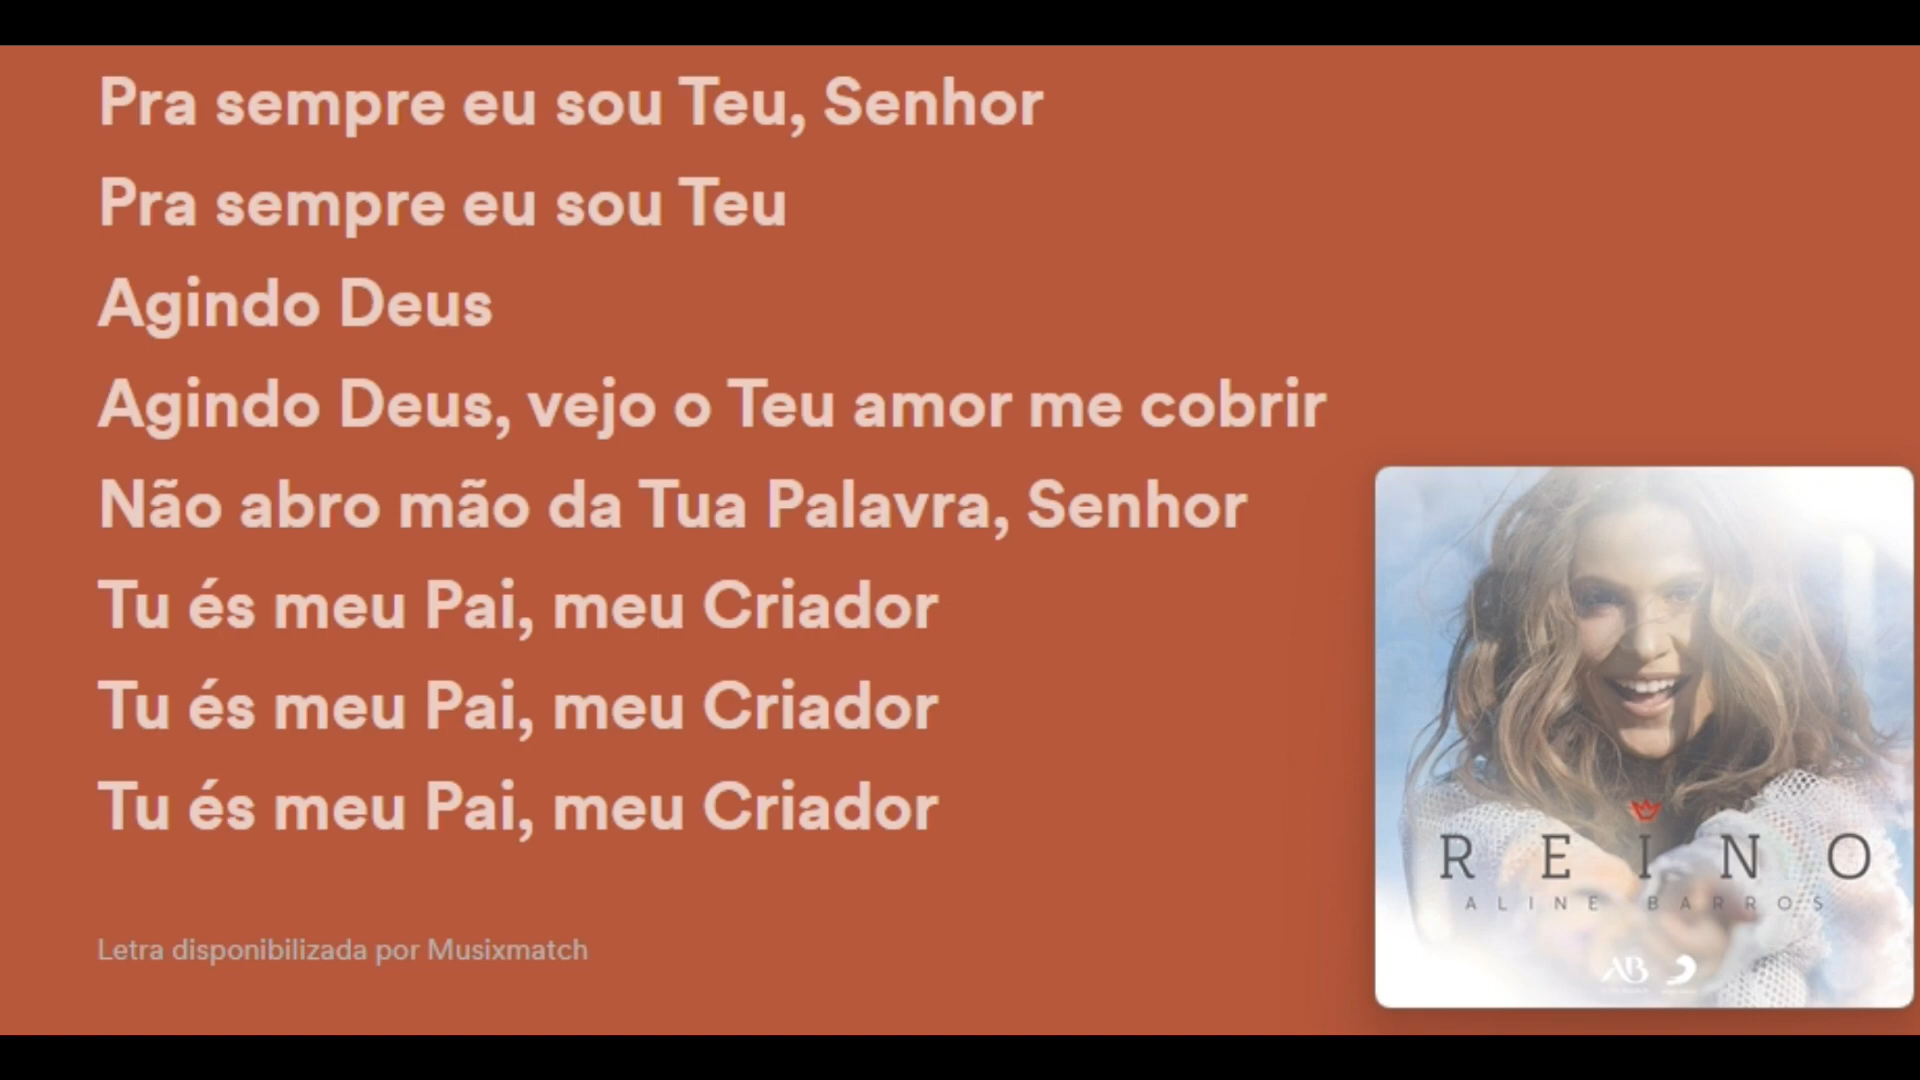 Pra sempre eu sou Teu, Senhor
Pra sempre eu sou Teu
Agindo Deus
Agindo Deus, vejo o Teu amor me cobrir
Não abro mão da Tua Palavra, Senhor
Tu és meu Pai, meu Criador
Tu és meu Pai, meu Criador
Tu és meu Pai, meu Criador
Letra disponibilizada por Musixmatch
REINO
ALINE BARROS
AB